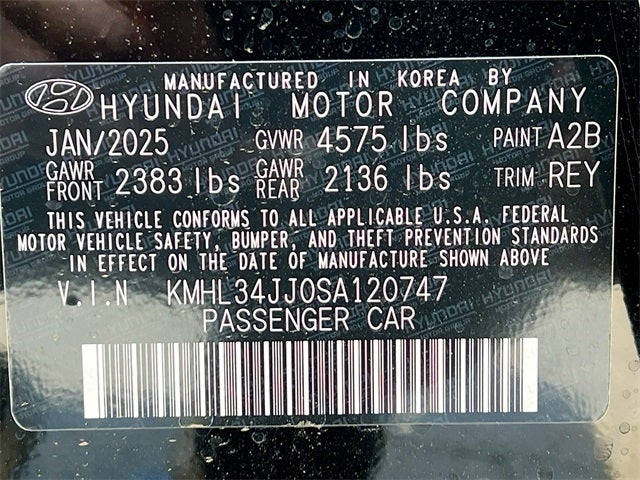 MANUFACTURED IN KOREA BY
HYUNDAI MOTOR COMPANY
JAN/2025 GVWR 4575 lbs PAINT A2B
GAWR FRONT 2383 lbs GAWR REAR 2136 lbs TRIM REY
THIS VEHICLE CONFORMS TO ALL APPLICABLE U.S.A. FEDERAL
MOTOR VEHICLE SAFETY, BUMPER, AND THEFT PREVENTION STANDARDS
IN EFFECT ON THE DATE OF MANUFACTURE SHOWN ABOVE
V.I.N KMHL34JJ0SA120747
PASSENGER CAR